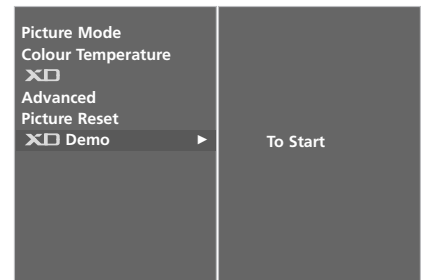 Picture Mode
Colour Temperature
XD
Advanced
Picture Reset
XD Demo ►
To Start